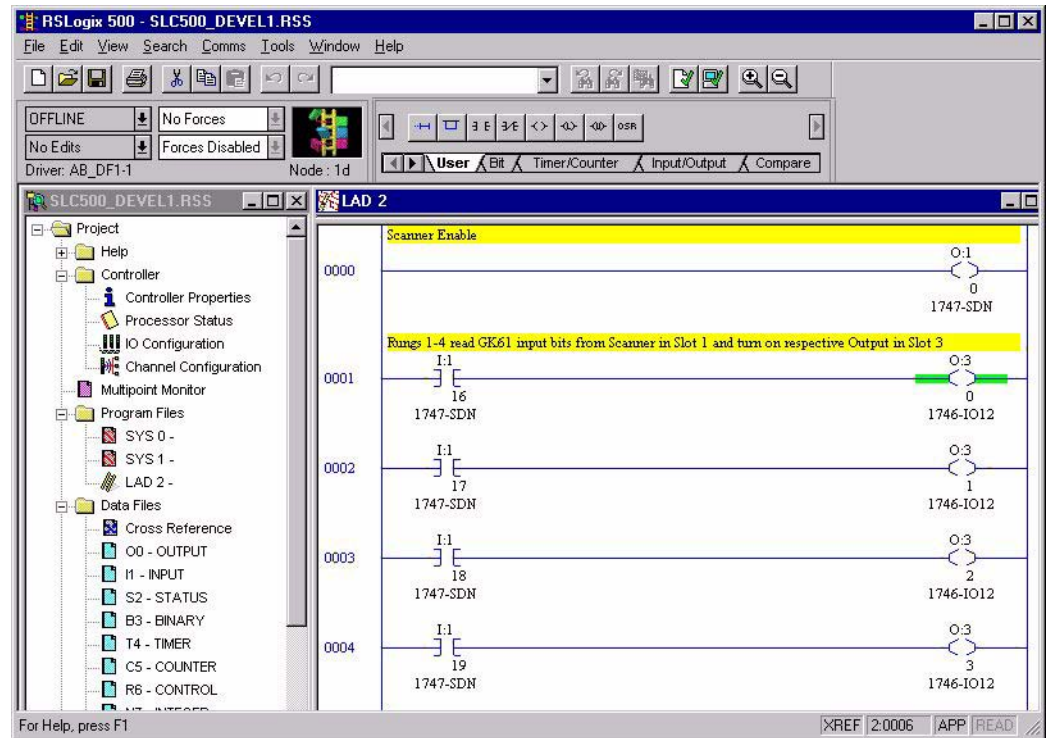 RSLogix 500 - SLC500_DEVEL1.RSS
File Edit View Search Comms Tools Window Help
OFFLINE No Forces
No Edits Forces Disabled
Driver: AB_DF1-1 Node : 1d
OSR
User Bit Timer/Counter Input/Output Compare
SLC500_DEVEL1.RSS
Project
Help
Controller
Controller Properties
Processor Status
IO Configuration
Channel Configuration
Multipoint Monitor
Program Files
SYS 0 -
SYS 1 -
LAD 2 -
Data Files
Cross Reference
O0 - OUTPUT
I1 - INPUT
S2 - STATUS
B3 - BINARY
T4 - TIMER
C5 - COUNTER
R6 - CONTROL
N7 - INTEGER
LAD 2
Scanner Enable
0000
O:1
0
1747-SDN
Rungs 1-4 read GK61 input bits from Scanner in Slot 1 and turn on respective Output in Slot 3
0001
I:1
16
1747-SDN
O:3
0
1746-IO12
0002
I:1
17
1747-SDN
O:3
1
1746-IO12
0003
I:1
18
1747-SDN
O:3
2
1746-IO12
0004
I:1
19
1747-SDN
O:3
3
1746-IO12
For Help, press F1
XREF 2:0006 APP READ